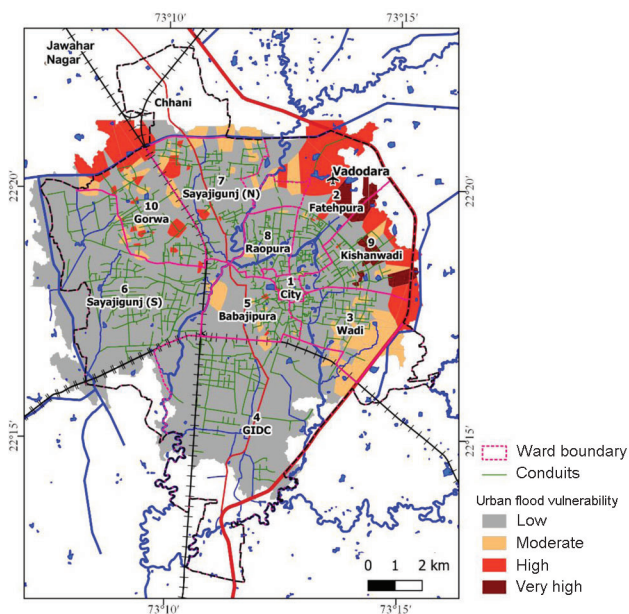 73°10'
73°15'
Jawahar
Nagar
Chhani
22°20'
22°20'
Vadodara
7
Sayajigunj (N)
2
Fatehpura
10
Gorwa
8
Raopura
9
Kishanwadi
1
City
6
Sayajigunj (S)
5
Babajipura
3
Wadi
4
GIDC
22°15'
22°15'
Ward boundary
Conduits
Urban flood vulnerability
Low
Moderate
High
Very high
0 1 2 km
73°10'
73°15'